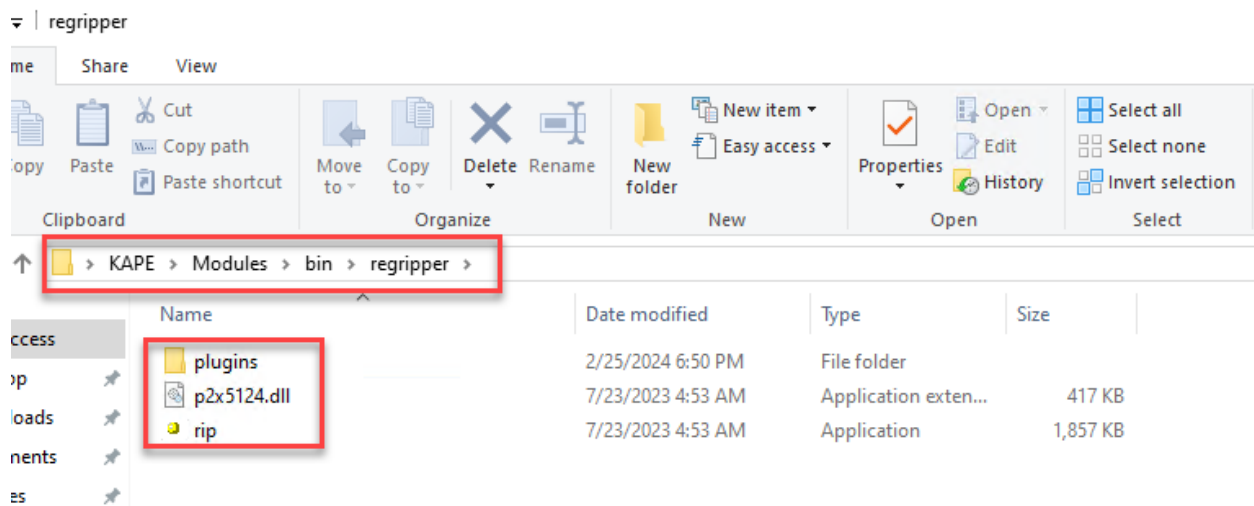 regripper
me Share View
Cut
Copy path
Paste shortcut
opy Paste
Clipboard
Move to
Copy to
Delete
Rename
Organize
New folder
New item
Easy access
New
Properties
Open
Edit
History
Open
Select all
Select none
Invert selection
Select
KAPE > Modules > bin > regripper >
Name Date modified Type Size
ccess
plugins 2/25/2024 6:50 PM File folder
op
p2x5124.dll 7/23/2023 4:53 AM Application exten... 417 KB
loads
rip 7/23/2023 4:53 AM Application 1,857 KB
ments
es